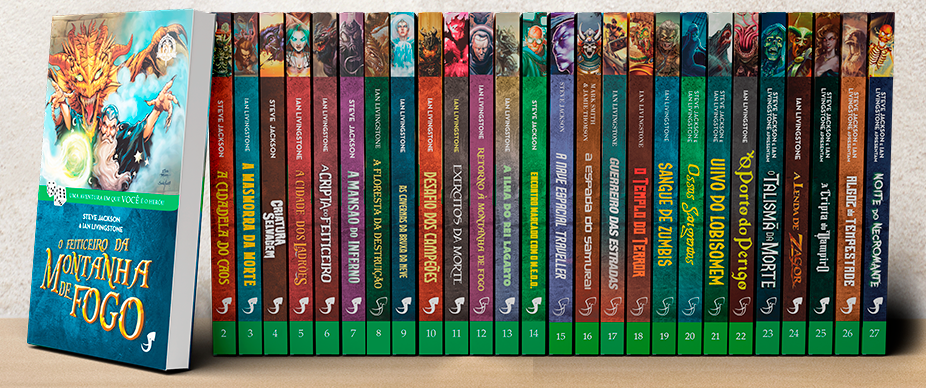 UMA AVENTURA EM QUE VOCÊ É O HERÓI!
STEVE JACKSON
& IAN LIVINGSTONE
O FEITICEIRO DA
MONTANHA
DE FOGO
STEVE JACKSON A CIDADELA DO CAOS 2
IAN LIVINGSTONE A MASMORRA DA MORTE 3
STEVE JACKSON CRIATURA SELVAGEM 4
IAN LIVINGSTONE A CIDADE DOS LADRÕES 5
IAN LIVINGSTONE A CRIPTA DO FEITICEIRO 6
STEVE JACKSON A MANSÃO DO INFERNO 7
IAN LIVINGSTONE A FLORESTA DA DESTRUIÇÃO 8
IAN LIVINGSTONE AS CAVERNAS DA BRUXA DA NEVE 9
IAN LIVINGSTONE DESAFIO DOS CAMPEÕES 10
IAN LIVINGSTONE EXÉRCITOS DA MORTE 11
IAN LIVINGSTONE RETORNO À MONTANHA DE FOGO 12
IAN LIVINGSTONE A ILHA DO REI LAGARTO 13
STEVE JACKSON ENCONTRO MARCADO COM O M.E.D.O. 14
STEVE JACKSON A NAVE ESPACIAL TRAVELER 15
MARK SMITH & JAMIE THOMSON A ESPADA DO SAMURAI 16
IAN LIVINGSTONE GUERREIRO DAS ESTRADAS 17
IAN LIVINGSTONE O TEMPLO DO TERROR 18
IAN LIVINGSTONE SANGUE DE ZUMBIS 19
STEVE JACKSON & IAN LIVINGSTONE Ossos Sangrentos 20
IAN LIVINGSTONE UIVO DO LOBISOMEM 21
IAN LIVINGSTONE O Porto do Perigo 22
STEVE JACKSON & IAN LIVINGSTONE APRESENTAM O TALISMÃ DA MORTE 23
IAN LIVINGSTONE A LENDA DE ZAGOR 24
STEVE JACKSON & IAN LIVINGSTONE APRESENTAM A Cripta do Vampiro 25
STEVE JACKSON & IAN LIVINGSTONE APRESENTAM ALGOZ DA TEMPESTADE 26
STEVE JACKSON & IAN LIVINGSTONE APRESENTAM NOITE DO NECROMANTE 27